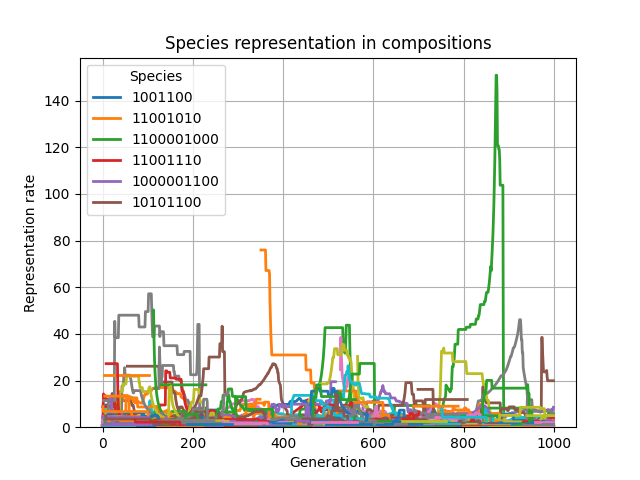 Species representation in compositions
Species
1001100
11001010
1100001000
11001110
1000001100
10101100
140
120
100
80
60
40
20
0
Representation rate
0 200 400 600 800 1000
Generation